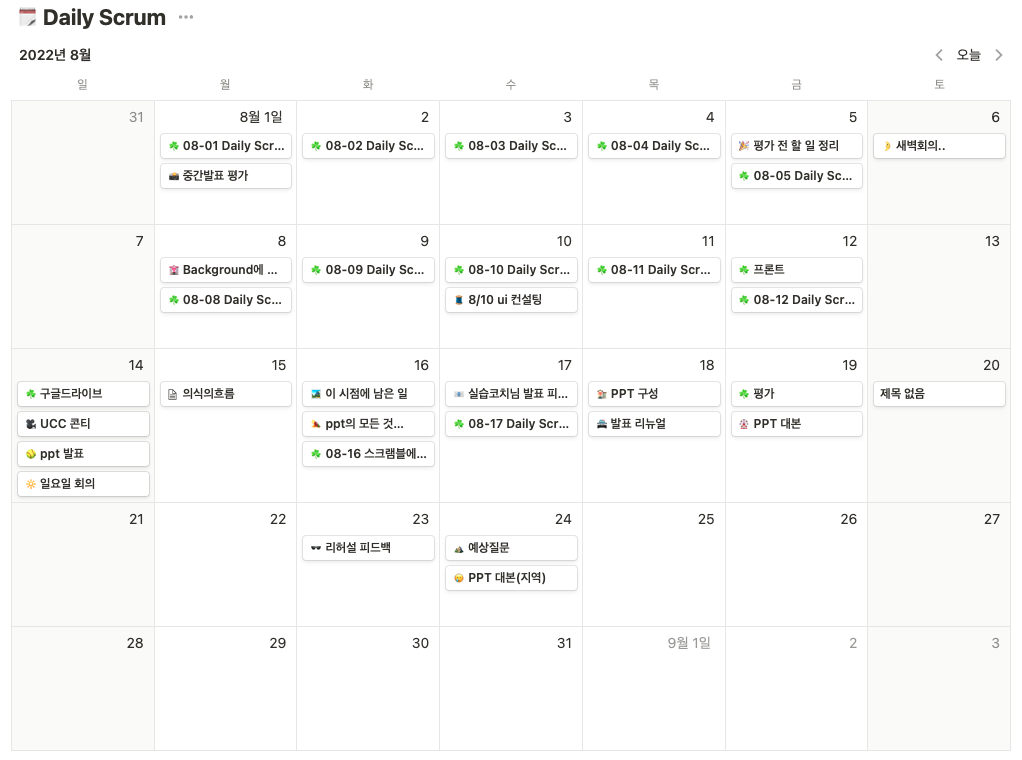 Daily Scrum
2022년 8월
오늘
일 월 화 수 목 금 토
31 8월 1일 2 3 4 5 6
08-01 Daily Scr... 08-02 Daily Sc... 08-03 Daily Sc... 08-04 Daily Sc... 평가 전 할 일 정리 새벽회의..
중간발표 평가 08-05 Daily Sc...
7 8 9 10 11 12 13
Background에 ... 08-09 Daily Sc... 08-10 Daily Scr... 08-11 Daily Scr... 프론트
08-08 Daily Sc... 8/10 ui 컨설팅 08-12 Daily Scr...
14 15 16 17 18 19 20
구글드라이브 의식의흐름 이 시점에 남은 일 실습코치님 발표 피... PPT 구성 평가 제목 없음
UCC 콘티 ppt의 모든 것... 08-17 Daily Scr... 발표 리뉴얼 PPT 대본
ppt 발표 08-16 스크램블에...
일요일 회의
21 22 23 24 25 26 27
리허설 피드백 예상질문
PPT 대본(지역)
28 29 30 31 9월 1일 2 3